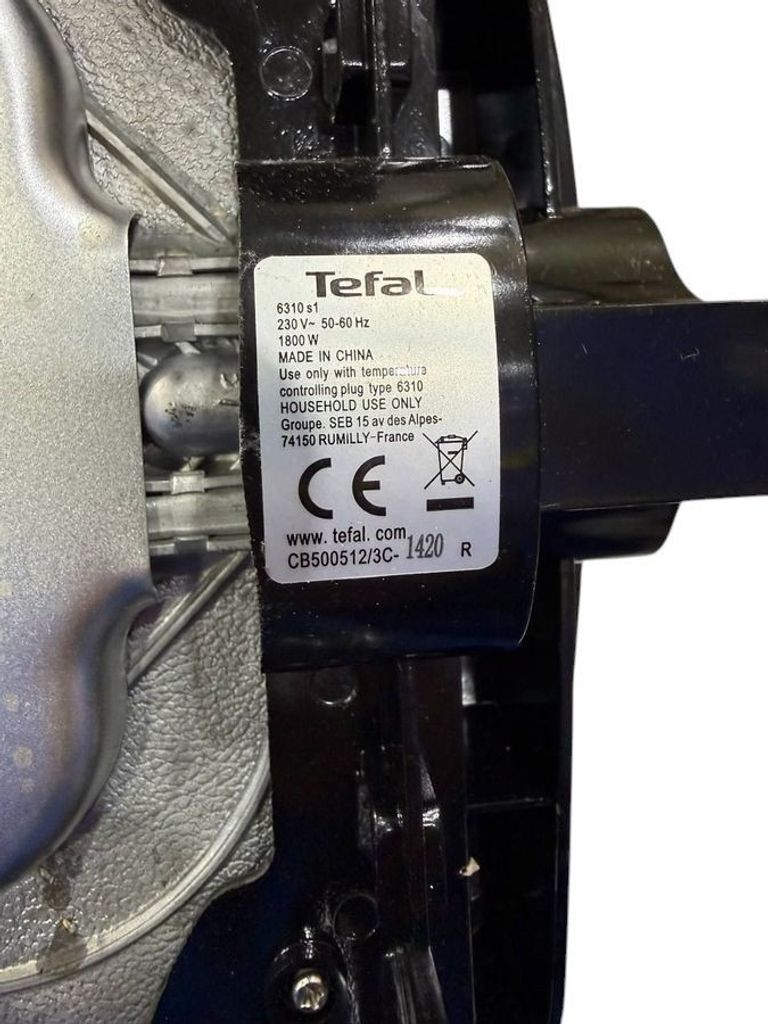 Tefal
6310 s1
230 V~ 50-60 Hz
1800 W
MADE IN CHINA
Use only with temperature
controlling plug type 6310
HOUSEHOLD USE ONLY
Groupe. SEB 15 av des Alpes-
74150 RUMiLLY-France
CE
www. tefal. com
CB500512/3C- 1420 R